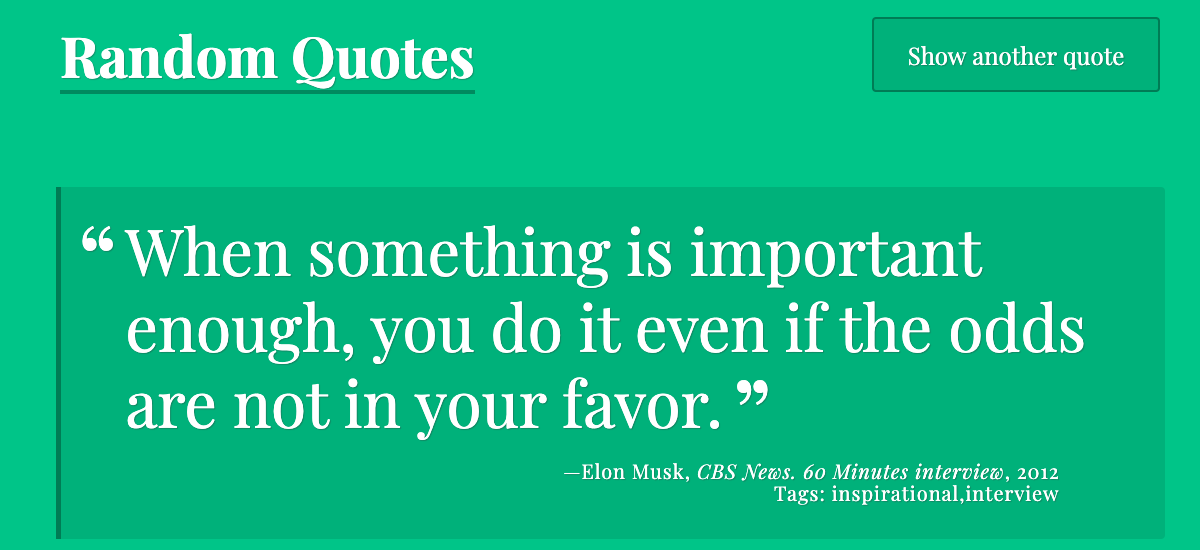 Random Quotes
Show another quote
“ When something is important
enough, you do it even if the odds
are not in your favor. ”
—Elon Musk, CBS News. 60 Minutes interview, 2012
Tags: inspirational,interview